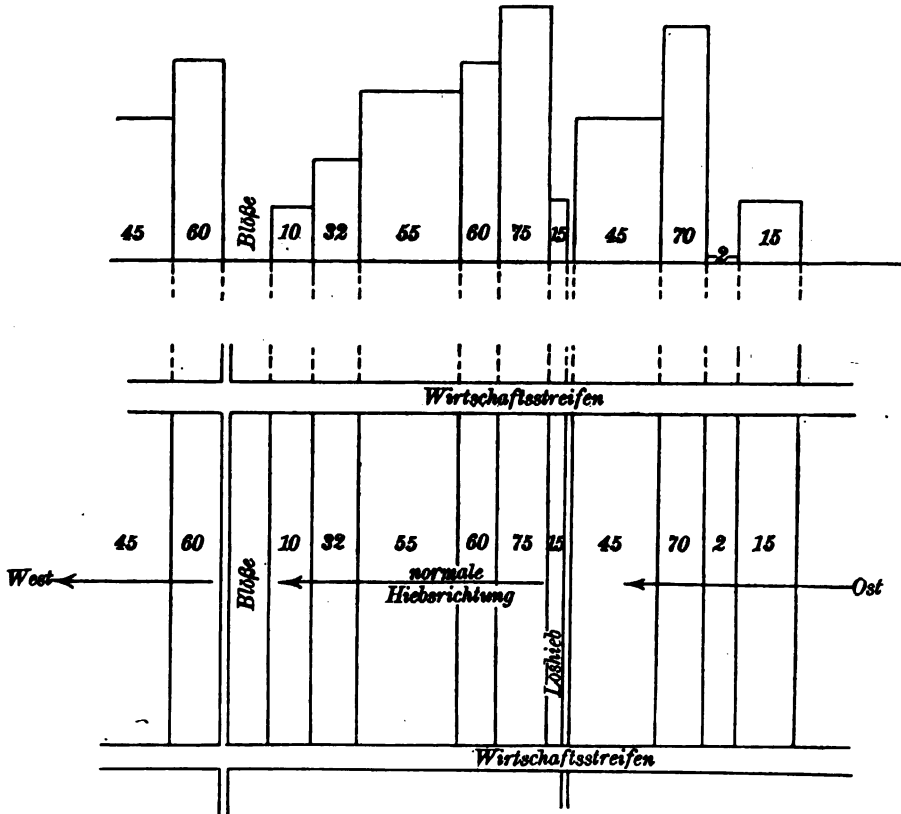 45 60 Blöße 10 32 55 60 75 15 45 70 2 15
Wirtschaftsstreifen
45 60 Blöße 10 32 55 60 75 15 45 70 2 15
West
normale
Hiebsrichtung
Ost
Loshieb
Wirtschaftsstreifen